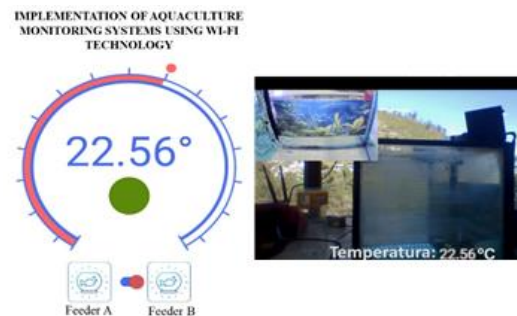 IMPLEMENTATION OF AQUACULTURE
MONITORING SYSTEMS USING WI-FI
TECHNOLOGY
22.56°
Feeder A
Feeder B
Temperatura: 22.56°C